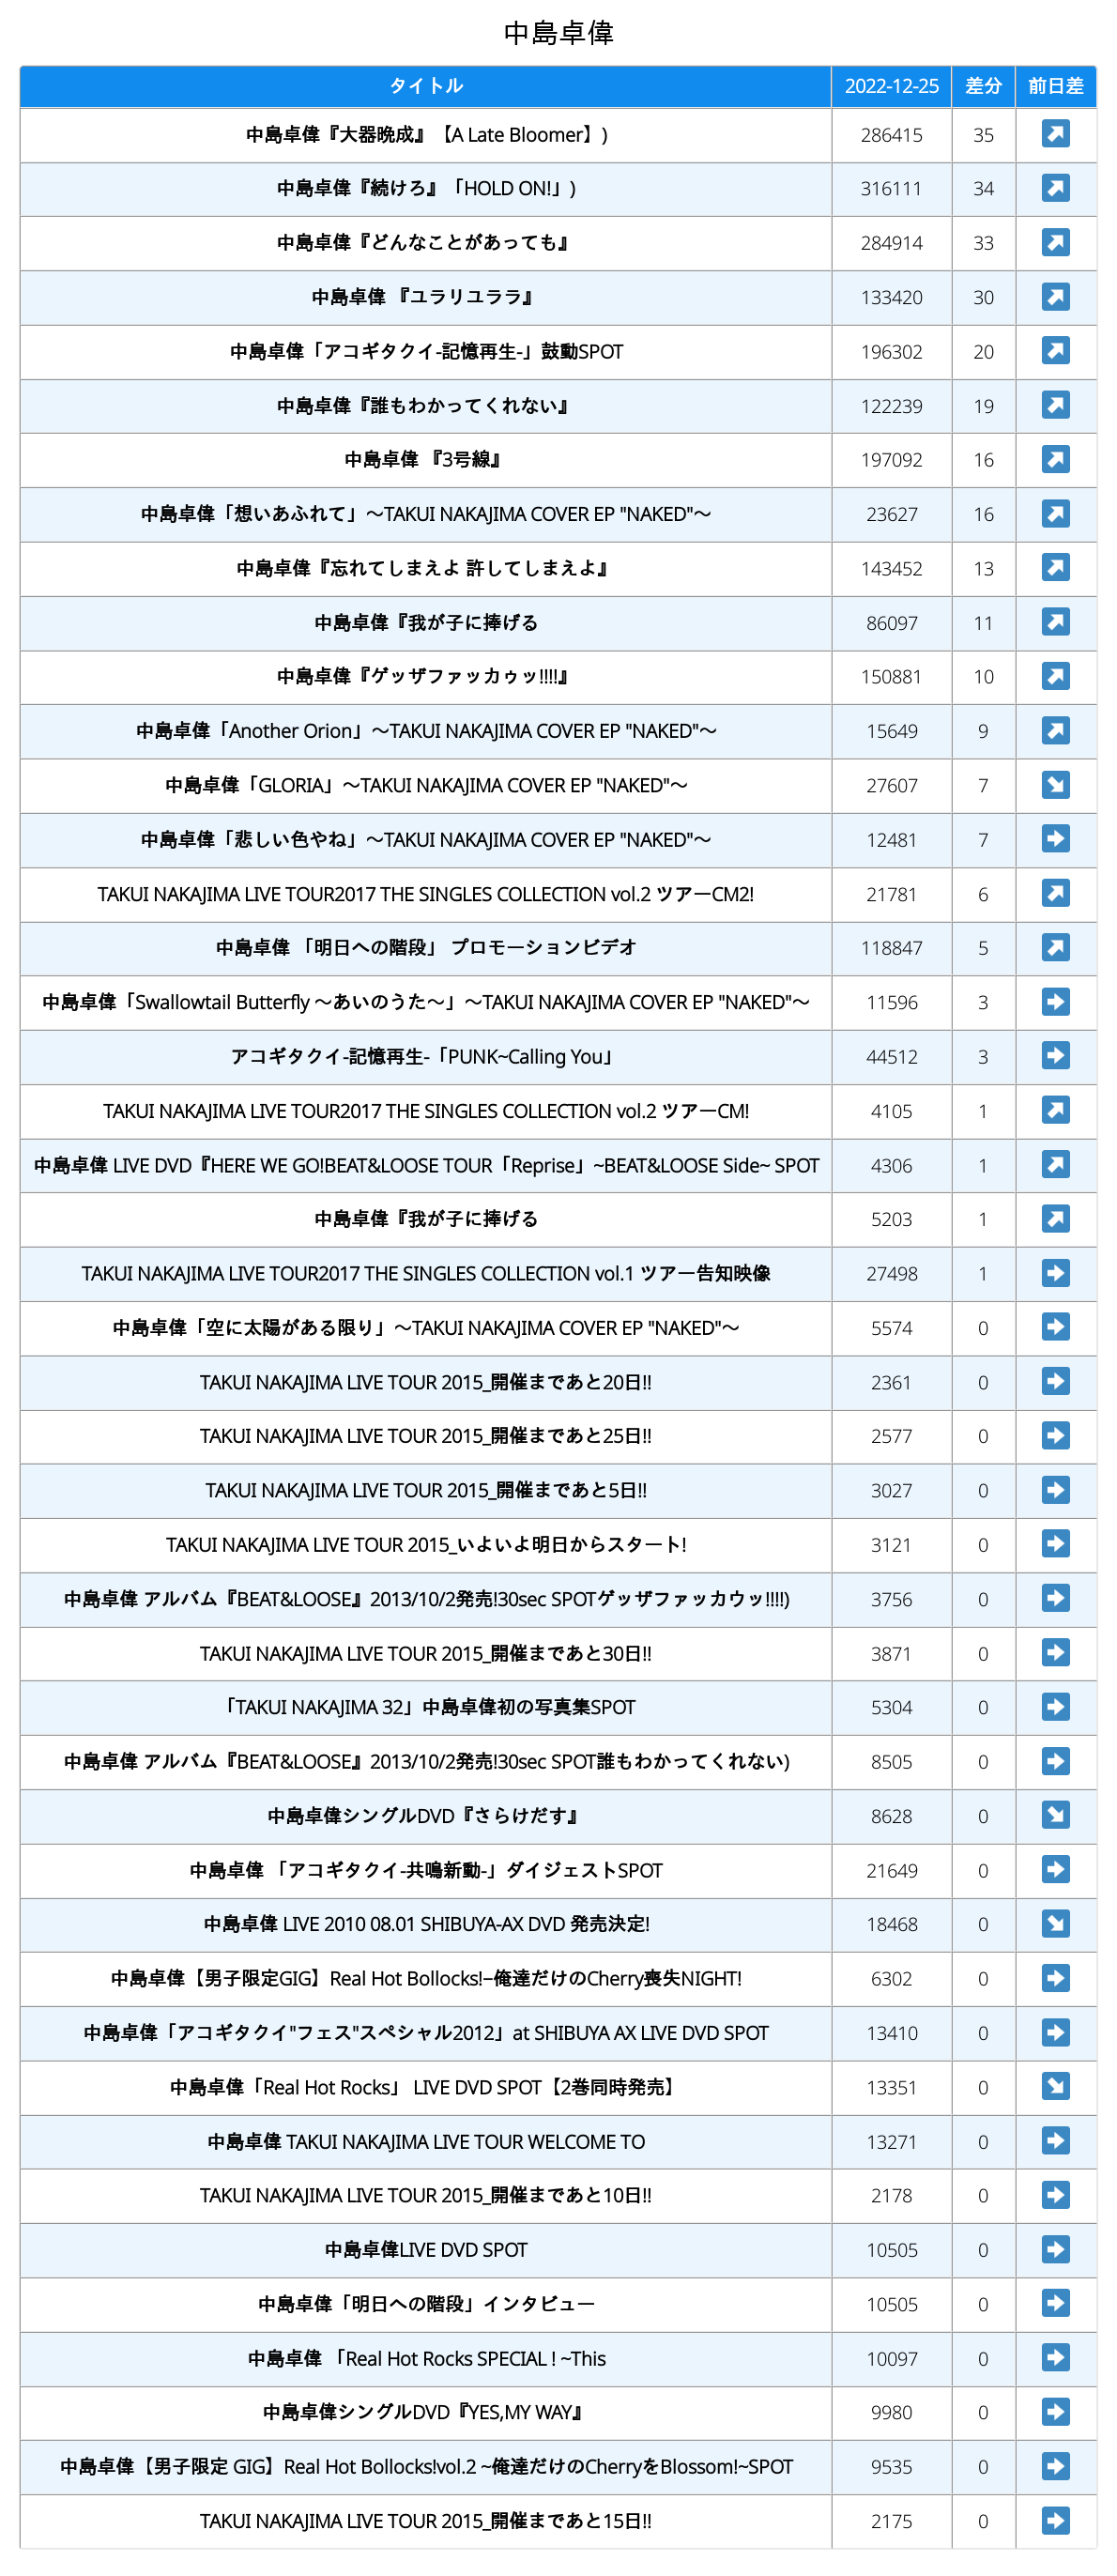 中島卓偉
タイトル 2022-12-25 差分 前日差
中島卓偉『大器晩成』【A Late Bloomer】) 286415 35 ↗
中島卓偉『続けろ』「HOLD ON!」) 316111 34 ↗
中島卓偉『どんなことがあっても』 284914 33 ↗
中島卓偉 『ユラリユララ』 133420 30 ↗
中島卓偉「アコギタクイ-記憶再生-」鼓動SPOT 196302 20 ↗
中島卓偉『誰もわかってくれない』 122239 19 ↗
中島卓偉 『3号線』 197092 16 ↗
中島卓偉「想いあふれて」〜TAKUI NAKAJIMA COVER EP "NAKED"〜 23627 16 ↗
中島卓偉『忘れてしまえよ 許してしまえよ』 143452 13 ↗
中島卓偉『我が子に捧げる 86097 11 ↗
中島卓偉『ゲッザファッカゥッ!!!!』 150881 10 ↗
中島卓偉「Another Orion」〜TAKUI NAKAJIMA COVER EP "NAKED"〜 15649 9 ↗
中島卓偉「GLORIA」〜TAKUI NAKAJIMA COVER EP "NAKED"〜 27607 7 ↘
中島卓偉「悲しい色やね」〜TAKUI NAKAJIMA COVER EP "NAKED"〜 12481 7 ➡
TAKUI NAKAJIMA LIVE TOUR2017 THE SINGLES COLLECTION vol.2 ツアーCM2! 21781 6 ↗
中島卓偉 「明日への階段」 プロモーションビデオ 118847 5 ↗
中島卓偉「Swallowtail Butterfly 〜あいのうた〜」〜TAKUI NAKAJIMA COVER EP "NAKED"〜 11596 3 ➡
アコギタクイ-記憶再生-「PUNK~Calling You」 44512 3 ➡
TAKUI NAKAJIMA LIVE TOUR2017 THE SINGLES COLLECTION vol.2 ツアーCM! 4105 1 ↗
中島卓偉 LIVE DVD『HERE WE GO!BEAT&LOOSE TOUR「Reprise」~BEAT&LOOSE Side~ SPOT 4306 1 ↗
中島卓偉『我が子に捧げる 5203 1 ↗
TAKUI NAKAJIMA LIVE TOUR2017 THE SINGLES COLLECTION vol.1 ツアー告知映像 27498 1 ➡
中島卓偉「空に太陽がある限り」〜TAKUI NAKAJIMA COVER EP "NAKED"〜 5574 0 ➡
TAKUI NAKAJIMA LIVE TOUR 2015_開催まであと20日!! 2361 0 ➡
TAKUI NAKAJIMA LIVE TOUR 2015_開催まであと25日!! 2577 0 ➡
TAKUI NAKAJIMA LIVE TOUR 2015_開催まであと5日!! 3027 0 ➡
TAKUI NAKAJIMA LIVE TOUR 2015_いよいよ明日からスタート! 3121 0 ➡
中島卓偉 アルバム『BEAT&LOOSE』2013/10/2発売!30sec SPOTゲッザファッカウッ!!!!) 3756 0 ➡
TAKUI NAKAJIMA LIVE TOUR 2015_開催まであと30日!! 3871 0 ➡
「TAKUI NAKAJIMA 32」中島卓偉初の写真集SPOT 5304 0 ➡
中島卓偉 アルバム『BEAT&LOOSE』2013/10/2発売!30sec SPOT誰もわかってくれない) 8505 0 ➡
中島卓偉シングルDVD『さらけだす』 8628 0 ↘
中島卓偉 「アコギタクイ-共鳴新動-」ダイジェストSPOT 21649 0 ➡
中島卓偉 LIVE 2010 08.01 SHIBUYA-AX DVD 発売決定! 18468 0 ↘
中島卓偉【男子限定GIG】Real Hot Bollocks!−俺達だけのCherry喪失NIGHT! 6302 0 ➡
中島卓偉「アコギタクイ"フェス"スペシャル2012」at SHIBUYA AX LIVE DVD SPOT 13410 0 ➡
中島卓偉「Real Hot Rocks」 LIVE DVD SPOT【2巻同時発売】 13351 0 ↘
中島卓偉 TAKUI NAKAJIMA LIVE TOUR WELCOME TO 13271 0 ➡
TAKUI NAKAJIMA LIVE TOUR 2015_開催まであと10日!! 2178 0 ➡
中島卓偉LIVE DVD SPOT 10505 0 ➡
中島卓偉「明日への階段」インタビュー 10505 0 ➡
中島卓偉 「Real Hot Rocks SPECIAL ! ~This 10097 0 ➡
中島卓偉シングルDVD『YES,MY WAY』 9980 0 ➡
中島卓偉【男子限定 GIG】Real Hot Bollocks!vol.2 ~俺達だけのCherryをBlossom!~SPOT 9535 0 ➡
TAKUI NAKAJIMA LIVE TOUR 2015_開催まであと15日!! 2175 0 ➡